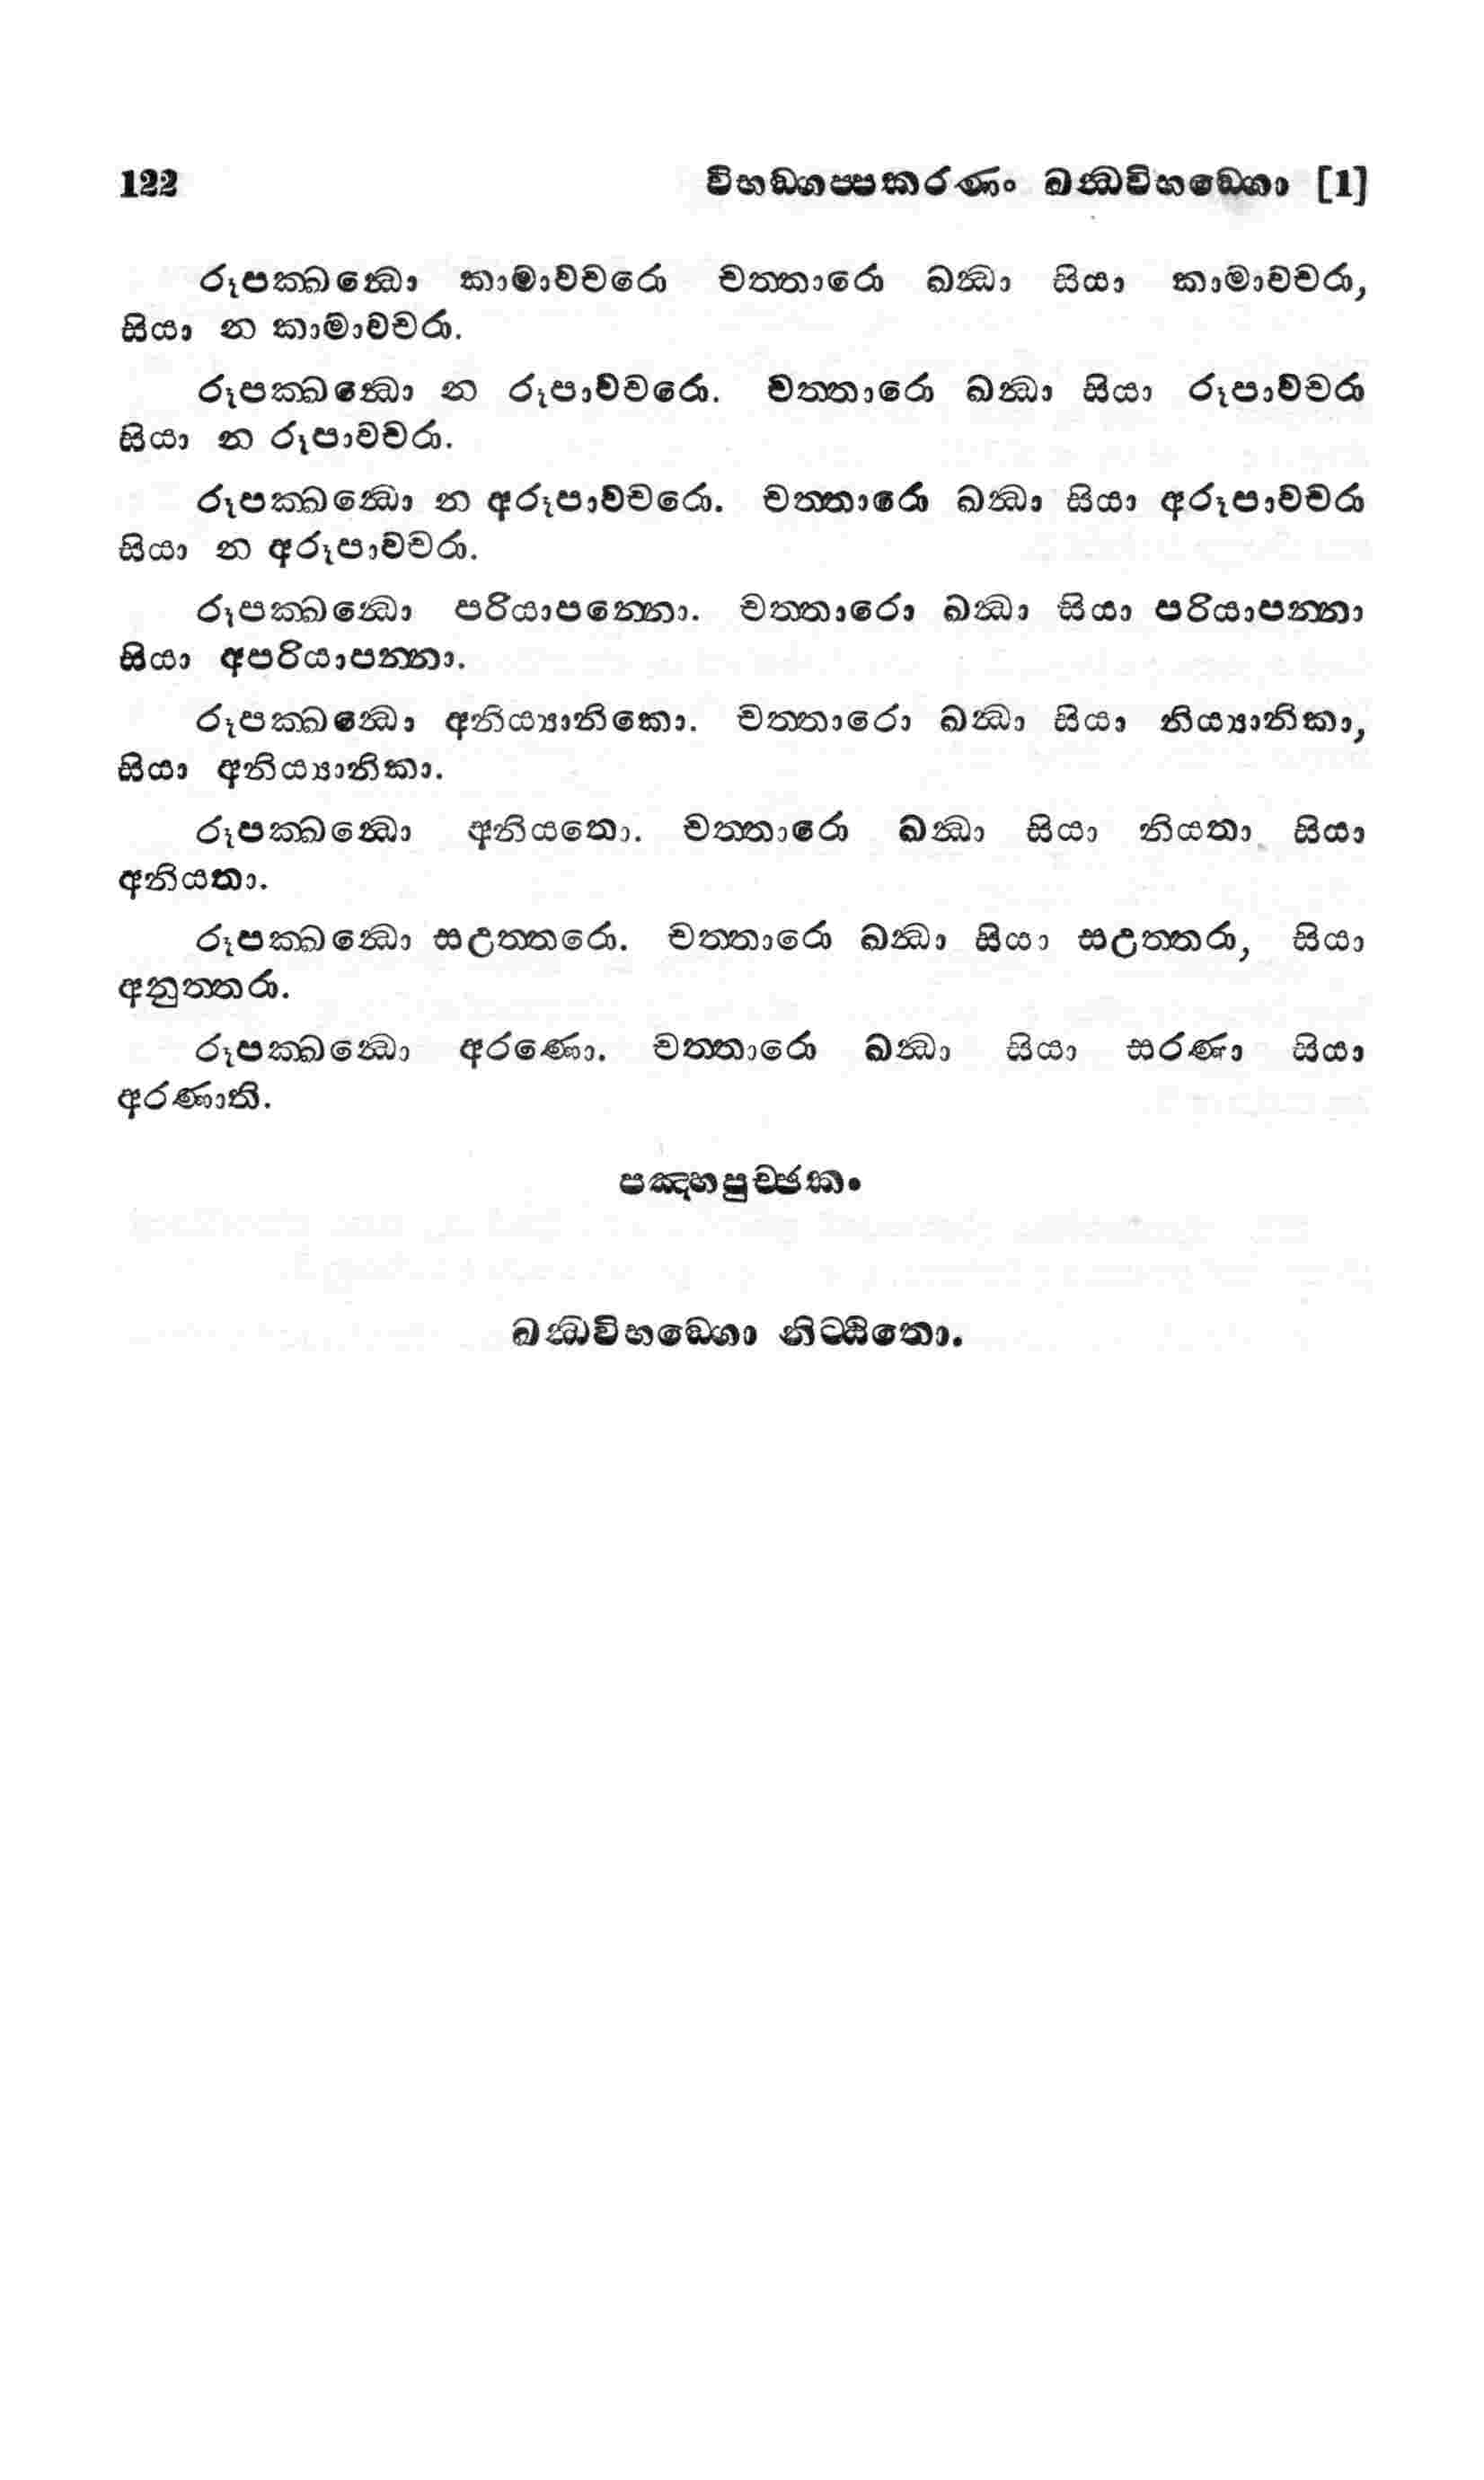 122 විභඞ්ගප්පකරණං ඛන්ධවිභඞ්ගො [1]
රූපක්ඛන්ධො කාමාවචරො චත්තාරො ඛන්ධා සියා කාමාවචරා,
සියා න කාමාවචරා.
රූපක්ඛන්ධො න රූපාවචරො. චත්තාරො ඛන්ධා සියා රූපාවචරා
සියා න රූපාවචරා.
රූපක්ඛන්ධො න අරූපාවචරො. චත්තාරො ඛන්ධා සියා අරූපාවචරා
සියා න අරූපාවචරා.
රූපක්ඛන්ධො පරියාපන්නො. චත්තාරො ඛන්ධා සියා පරියාපන්නා
සියා අපරියාපන්නා.
රූපක්ඛන්ධො අනිය්‍යානිකො. චත්තාරො ඛන්ධා සියා නිය්‍යානිකා,
සියා අනිය්‍යානිකා.
රූපක්ඛන්ධො අනියතො. චත්තාරො ඛන්ධා සියා නියතා සියා
අනියතා.
රූපක්ඛන්ධො සඋත්තරො. චත්තාරො ඛන්ධා සියා සඋත්තරා, සියා
අනුත්තරා.
රූපක්ඛන්ධො අරණො. චත්තාරො ඛන්ධා සියා සරණා සියා
අරණාති.
පඤ්හපුච්ඡකං
ඛන්ධවිභඞ්ගො නිට්ඨිතො.